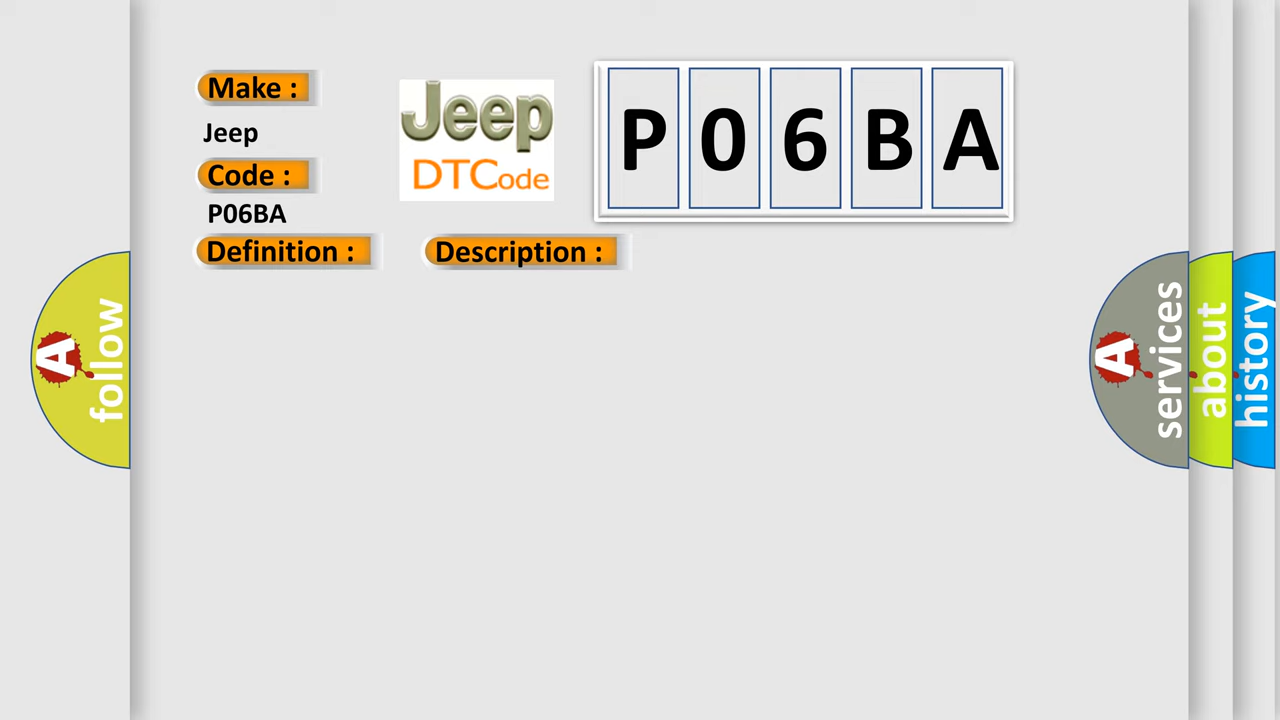 Make :
Jeep
Code :
P06BA
Definition :
Description :
Jeep
DTCode
P 0 6 B A
A follow
A services
about
history